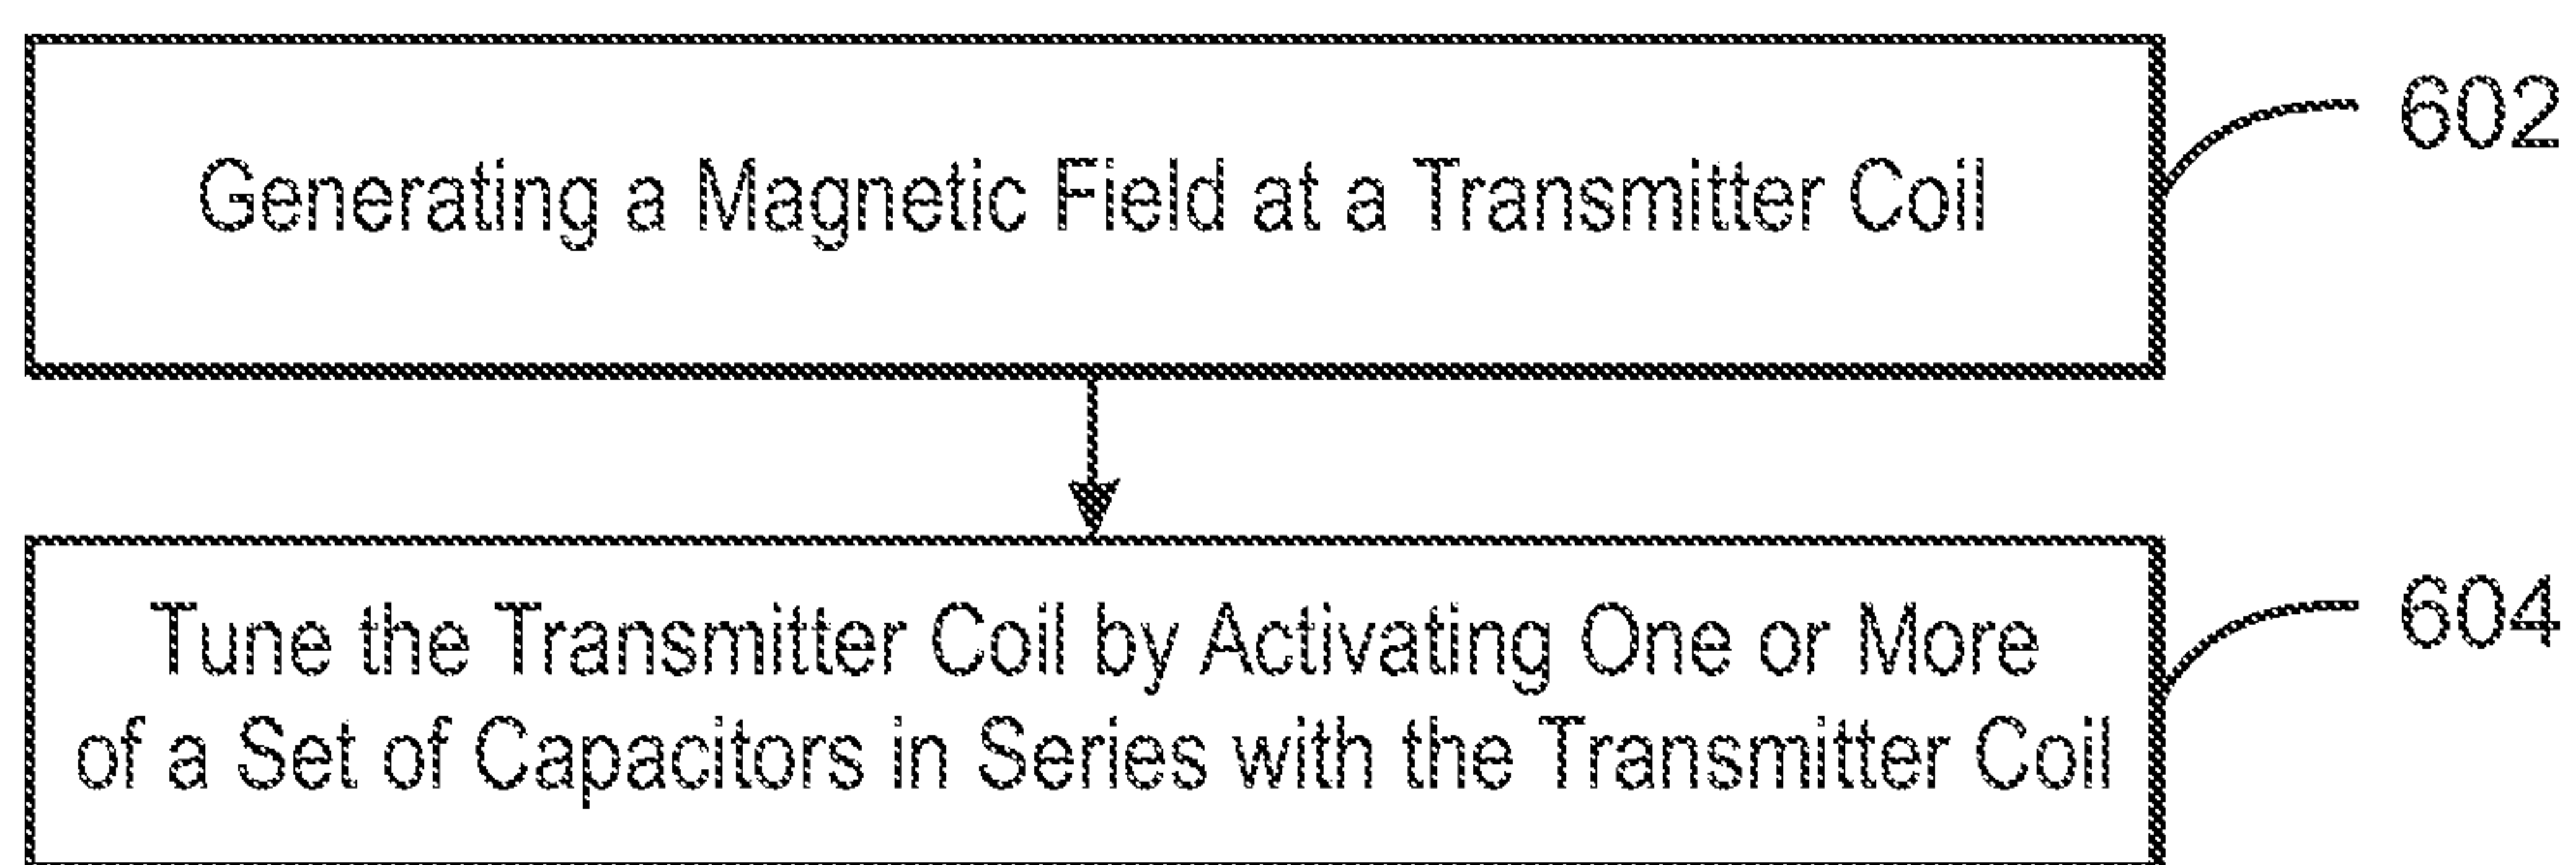 Generating a Magnetic Field at a Transmitter Coil
602
Tune the Transmitter Coil by Activating One or More
of a Set of Capacitors in Series with the Transmitter Coil
604